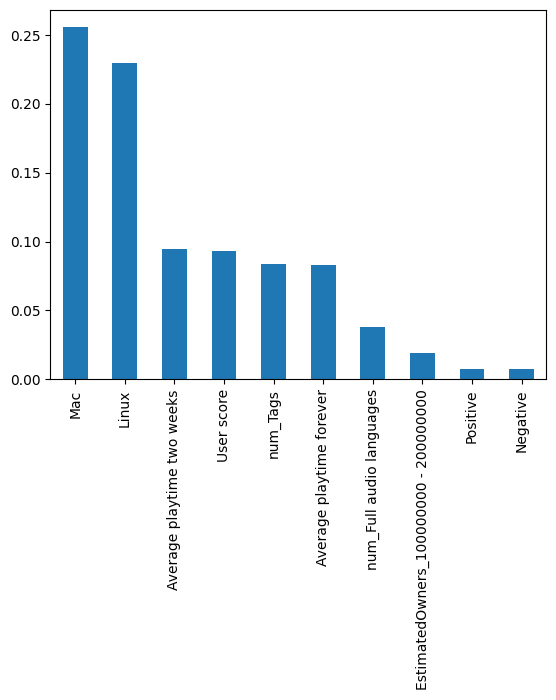 0.25
0.20
0.15
0.10
0.05
0.00
Mac
Linux
Average playtime two weeks
User score
num_Tags
Average playtime forever
num_Full audio languages
EstimatedOwners_100000000 - 200000000
Positive
Negative